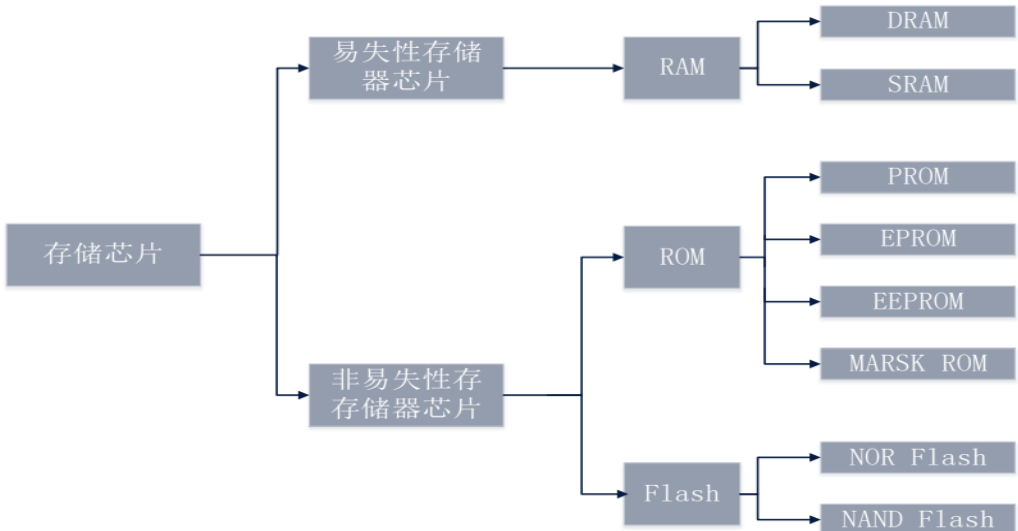 DRAM
易失性存储
器芯片
RAM
SRAM
PROM
存储芯片
EPROM
ROM
EEPROM
非易失性存
存储器芯片
MARSK ROM
NOR Flash
Flash
NAND Flash